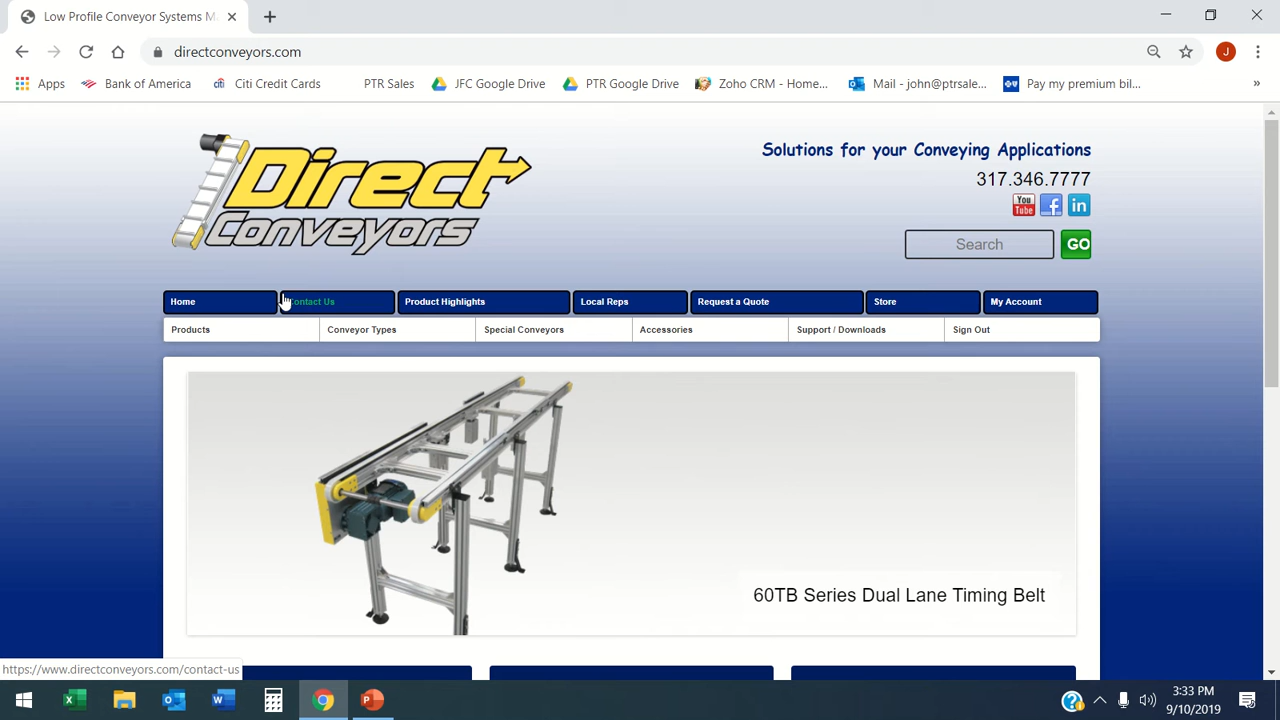 Low Profile Conveyor Systems M
directconveyors.com
J
Apps
Bank of America
citi
Citi Credit Cards
PTR Sales
JFC Google Drive
PTR Google Drive
Zoho CRM - Home...
Mail - john@ptrsale...
Pay my premium bil...
»
Direct
Conveyors
Solutions for your Conveying Applications
317.346.7777
You
Tube
f
in
Search
GO
Home
Contact Us
Product Highlights
Local Reps
Request a Quote
Store
My Account
Products
Conveyor Types
Special Conveyors
Accessories
Support / Downloads
Sign Out
60TB Series Dual Lane Timing Belt
https://www.directconveyors.com/contact-us
3:33 PM
9/10/2019